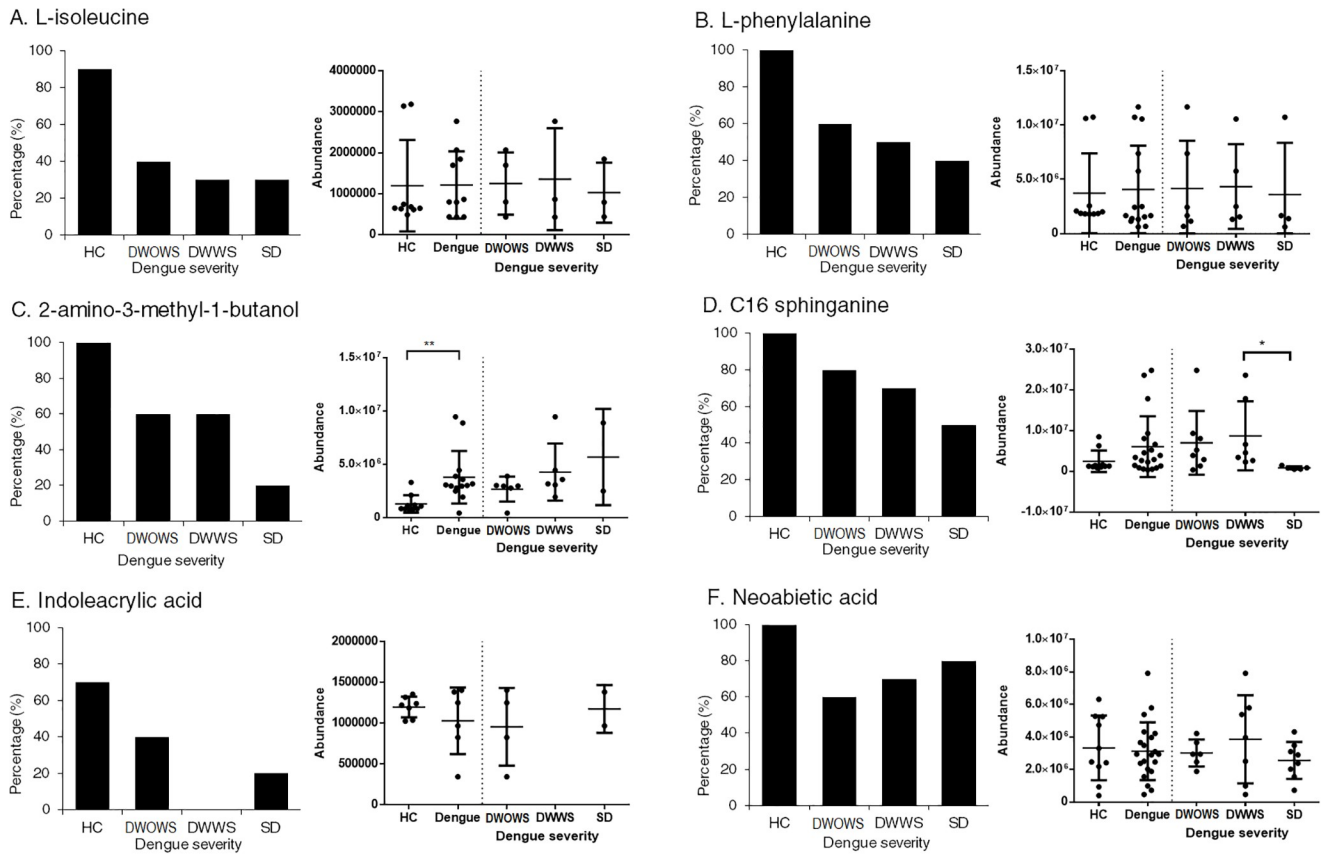 A. L-isoleucine
Percentage (%)
100
80
60
40
20
0
HC DWOWS DWWS SD
Dengue severity
Abundance
4000000
3000000
2000000
1000000
0
HC Dengue DWOWS DWWS SD
Dengue severity
B. L-phenylalanine
Percentage (%)
100
80
60
40
20
0
HC DWOWS DWWS SD
Dengue severity
Abundance
1.5×10⁷
1.0×10⁷
5.0×10⁶
0
HC Dengue DWOWS DWWS SD
Dengue severity
C. 2-amino-3-methyl-1-butanol
Percentage (%)
100
80
60
40
20
0
HC DWOWS DWWS SD
Dengue severity
Abundance
1.5×10⁷
1.0×10⁷
5.0×10⁶
0
**
HC Dengue DWOWS DWWS SD
Dengue severity
D. C16 sphinganine
Percentage (%)
100
80
60
40
20
0
HC DWOWS DWWS SD
Dengue severity
Abundance
3.0×10⁷
2.0×10⁷
1.0×10⁷
0
-1.0×10⁷
*
HC Dengue DWOWS DWWS SD
Dengue severity
E. Indoleacrylic acid
Percentage (%)
100
80
60
40
20
0
HC DWOWS DWWS SD
Dengue severity
Abundance
2000000
1500000
1000000
500000
0
HC Dengue DWOWS DWWS SD
Dengue severity
F. Neoabietic acid
Percentage (%)
100
80
60
40
20
0
HC DWOWS DWWS SD
Dengue severity
Abundance
1.0×10⁷
8.0×10⁶
6.0×10⁶
4.0×10⁶
2.0×10⁶
0
HC Dengue DWOWS DWWS SD
Dengue severity